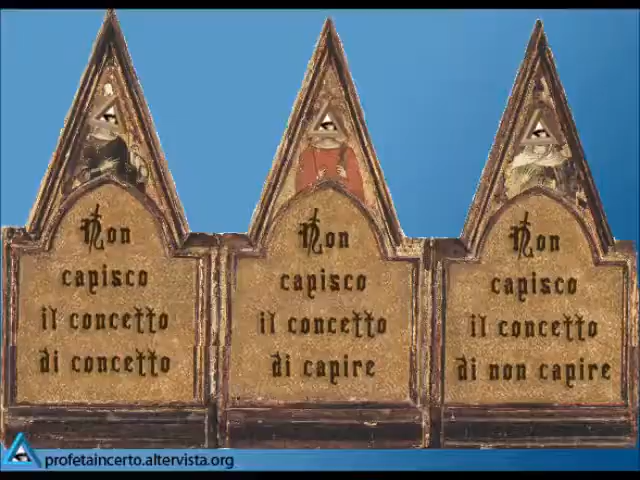 Non
capisco
il concetto
di concetto
Non
capisco
il concetto
di capire
Non
capisco
il concetto
di non capire
profetaincerto.altervista.org